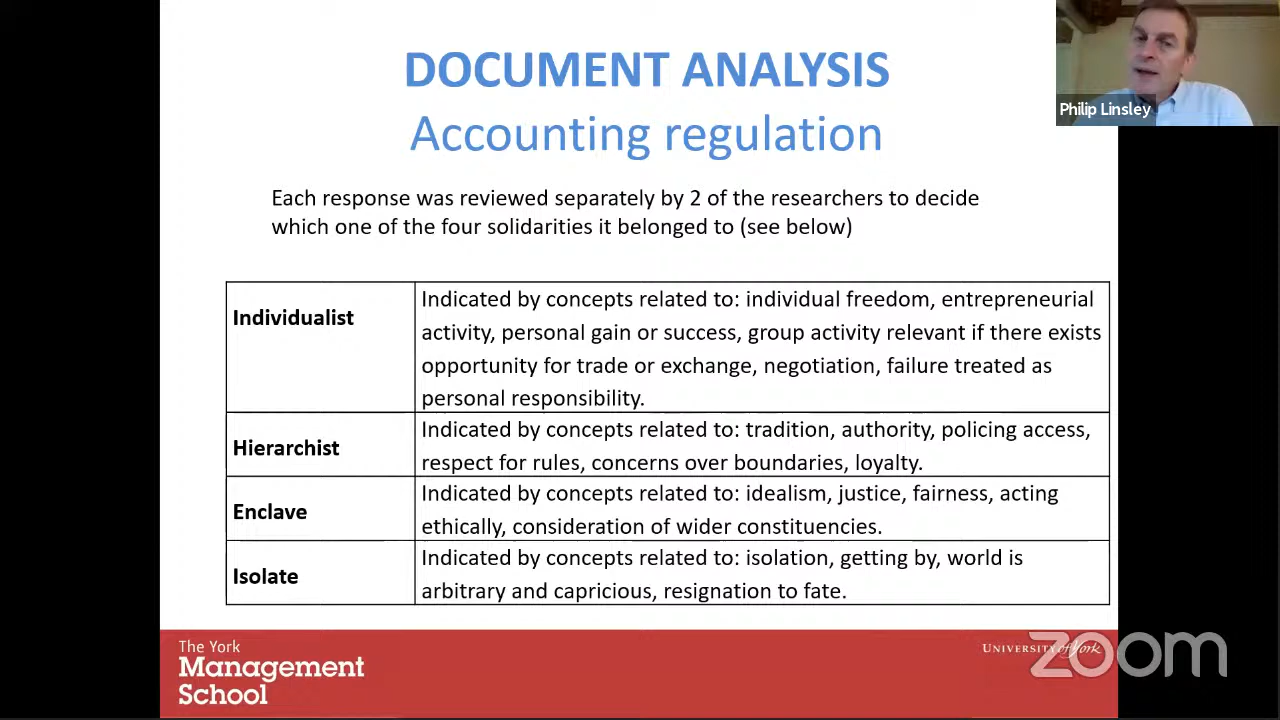 DOCUMENT ANALYSIS
Accounting regulation
Philip Linsley
Each response was reviewed separately by 2 of the researchers to decide
which one of the four solidarities it belonged to (see below)
Individualist
Indicated by concepts related to: individual freedom, entrepreneurial
activity, personal gain or success, group activity relevant if there exists
opportunity for trade or exchange, negotiation, failure treated as
personal responsibility.
Hierarchist
Indicated by concepts related to: tradition, authority, policing access,
respect for rules, concerns over boundaries, loyalty.
Enclave
Indicated by concepts related to: idealism, justice, fairness, acting
ethically, consideration of wider constituencies.
Isolate
Indicated by concepts related to: isolation, getting by, world is
arbitrary and capricious, resignation to fate.
The York
Management
School
UNIVERSITY of York
zoom